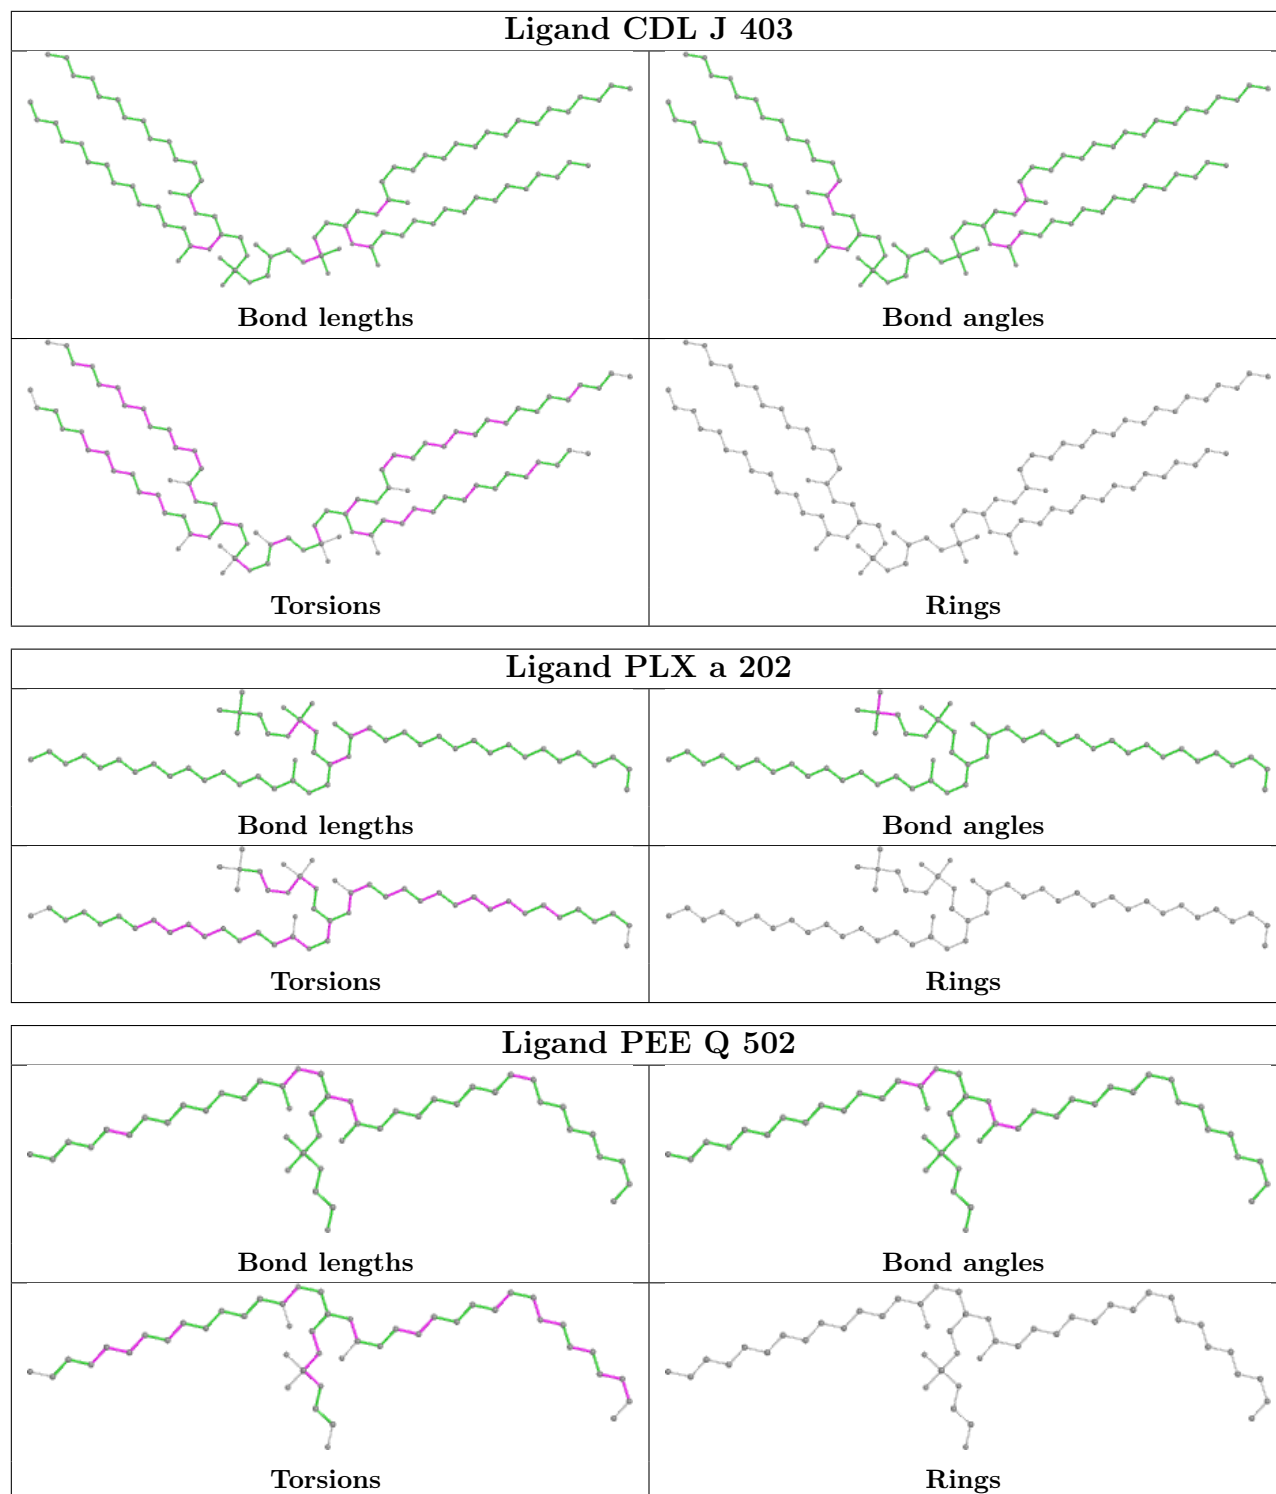 Ligand CDL J 403
Bond lengths
Bond angles
Torsions
Rings
Ligand PLX a 202
Bond lengths
Bond angles
Torsions
Rings
Ligand PEE Q 502
Bond lengths
Bond angles
Torsions
Rings